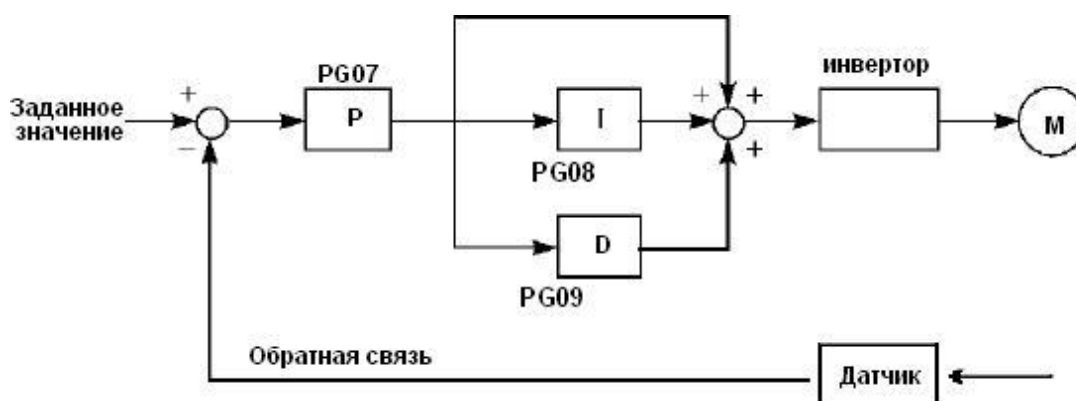 PG07
инвертор
+
+
+
Заданное
значение
P
I
M
−
+
PG08
D
PG09
Обратная связь
Датчик